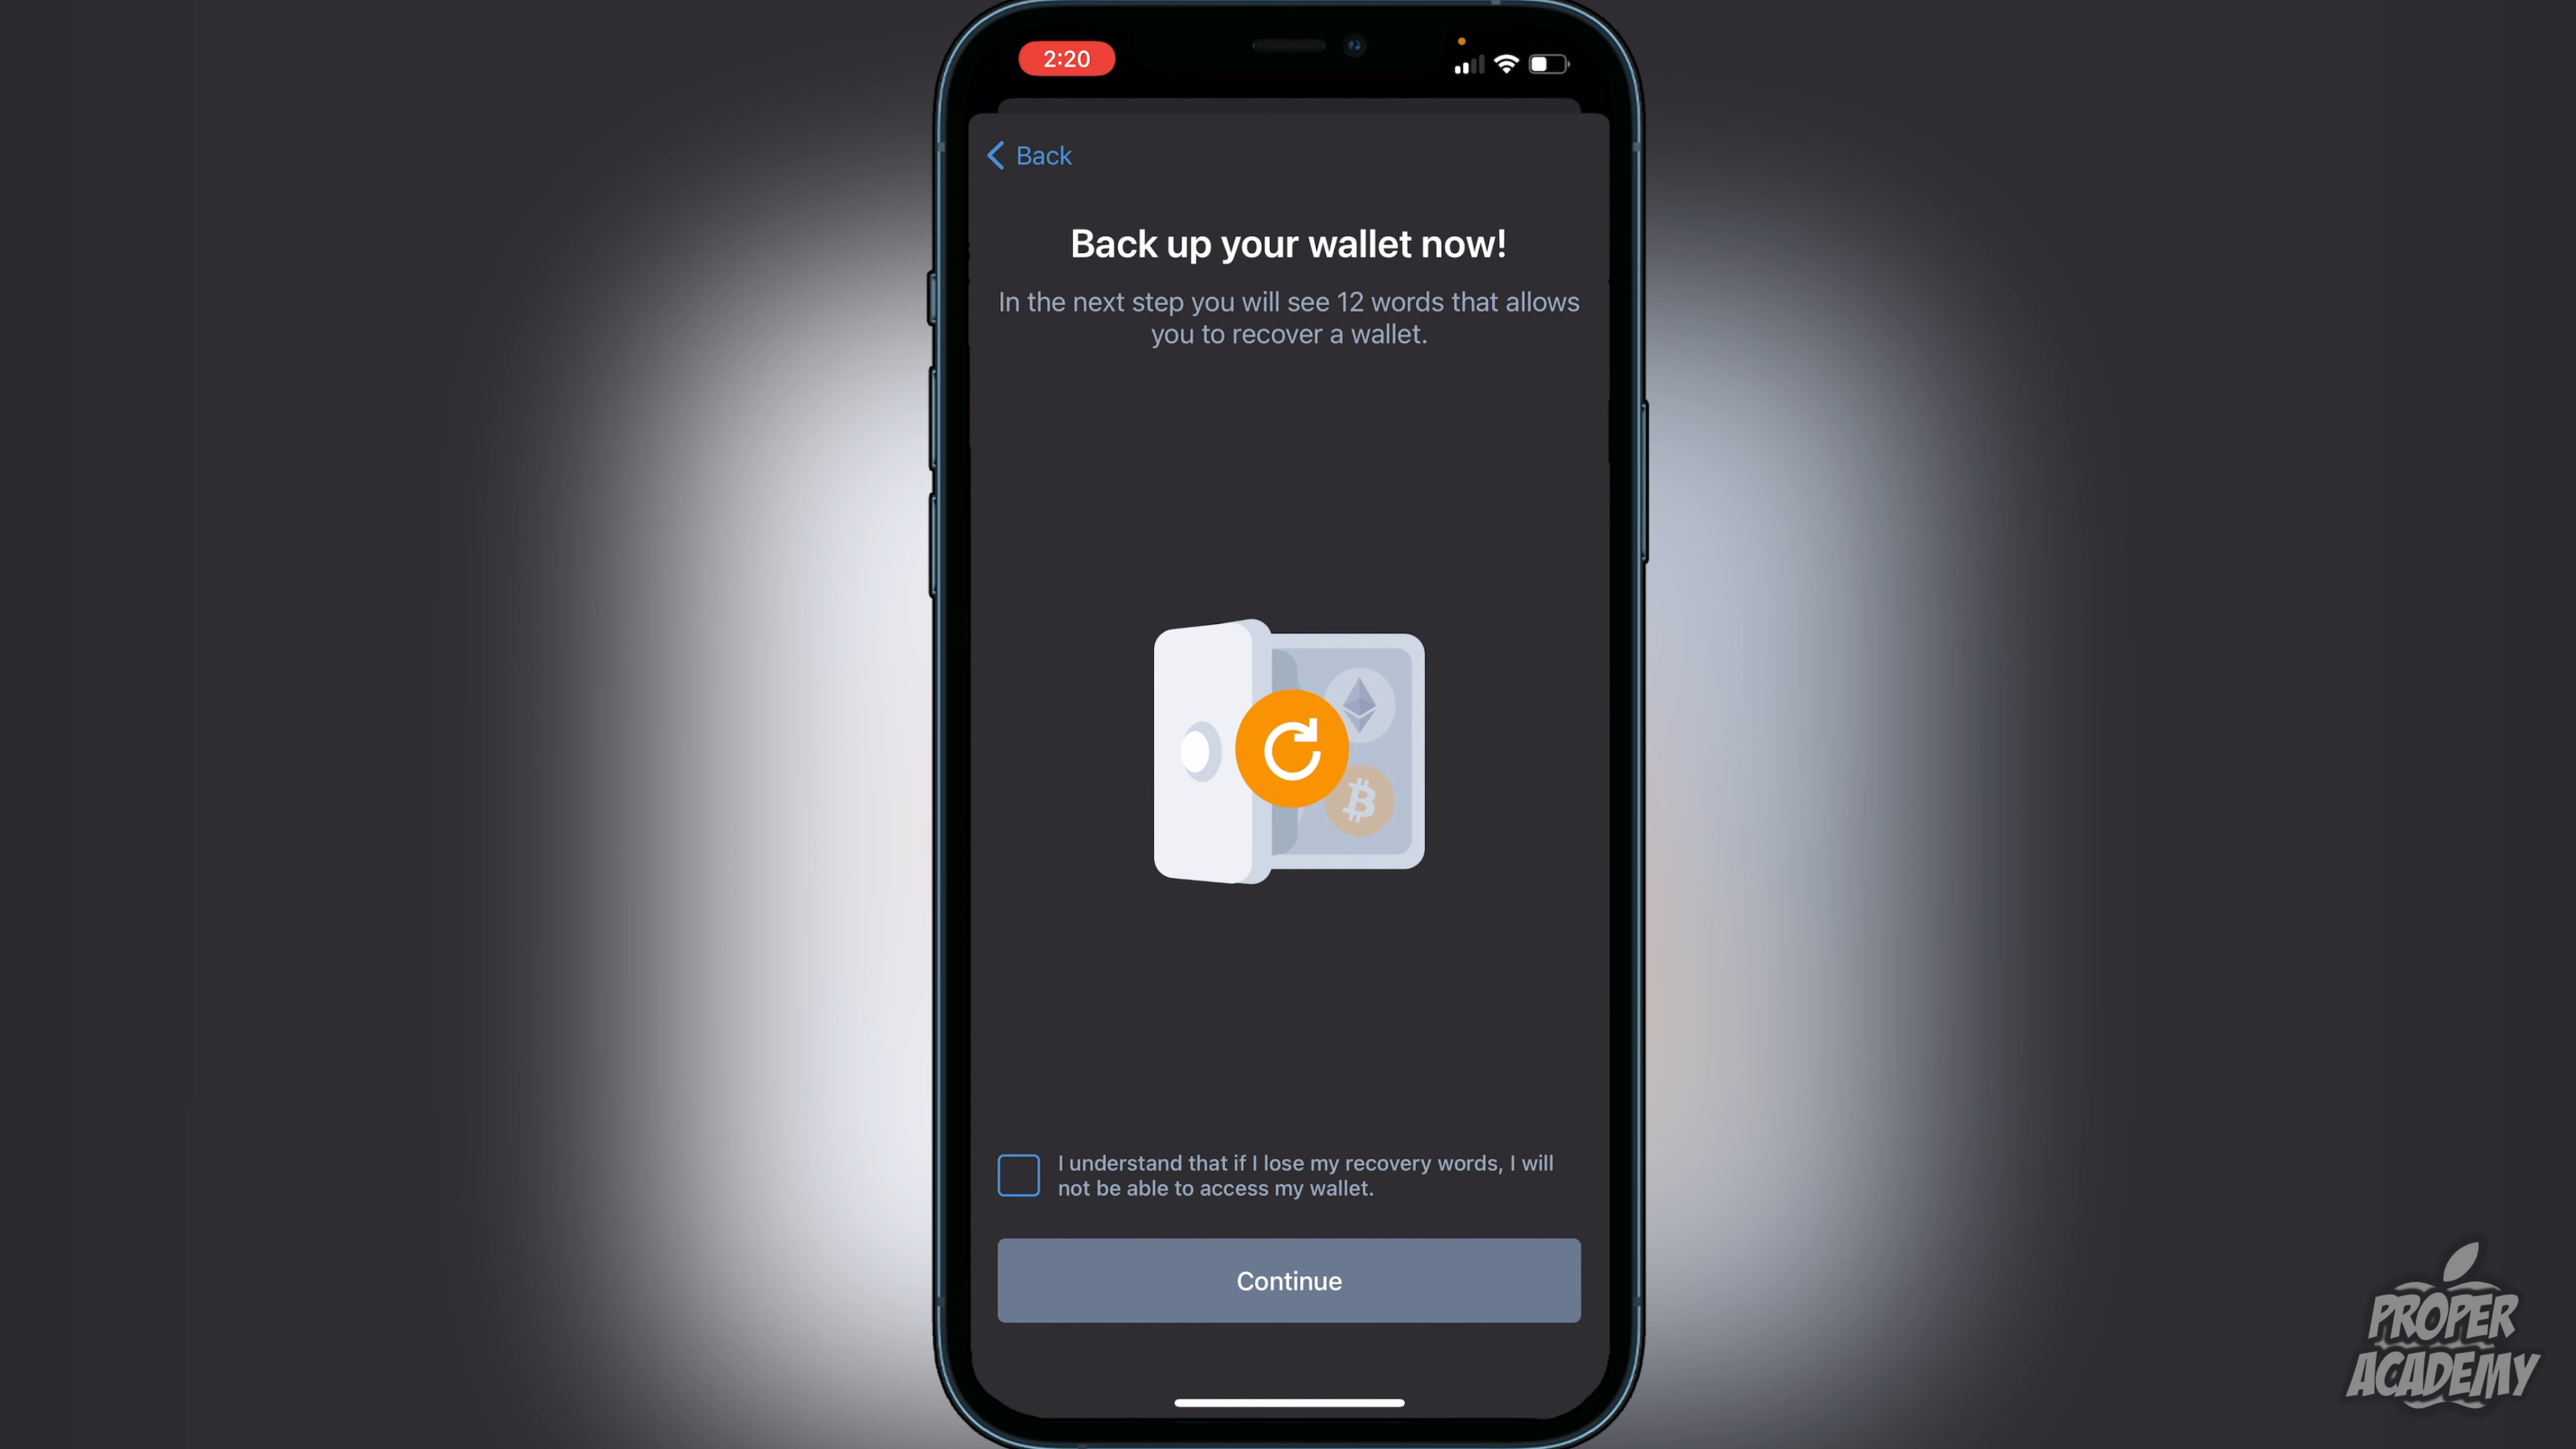 2:20
Back
Back up your wallet now!
In the next step you will see 12 words that allows
you to recover a wallet.
I understand that if I lose my recovery words, I will
not be able to access my wallet.
Continue
PROPER
ACADEMY